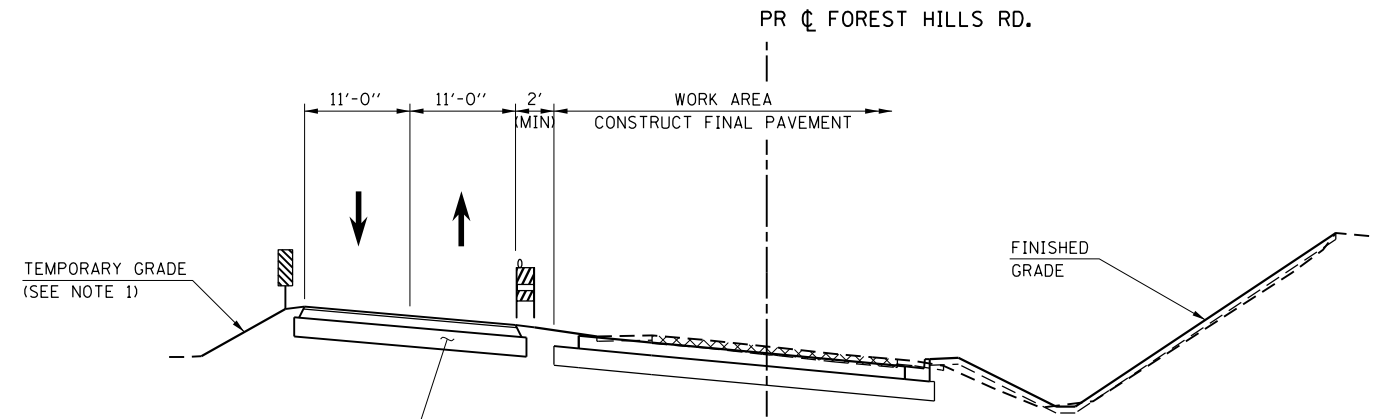 PR ℄ FOREST HILLS RD.
11'-0"
11'-0"
2'
(MIN)
WORK AREA
CONSTRUCT FINAL PAVEMENT
TEMPORARY GRADE
(SEE NOTE 1)
FINISHED
GRADE